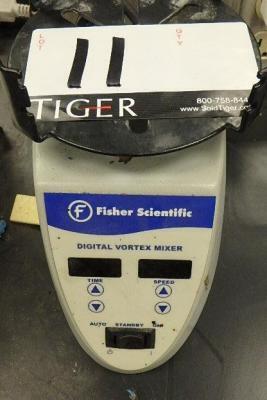 LOT
QTY
11
TIGER
800-758-844
www.SoldTiger.com
Fisher Scientific
DIGITAL VORTEX MIXER
TIME
SPEED
AUTO
STANDBY